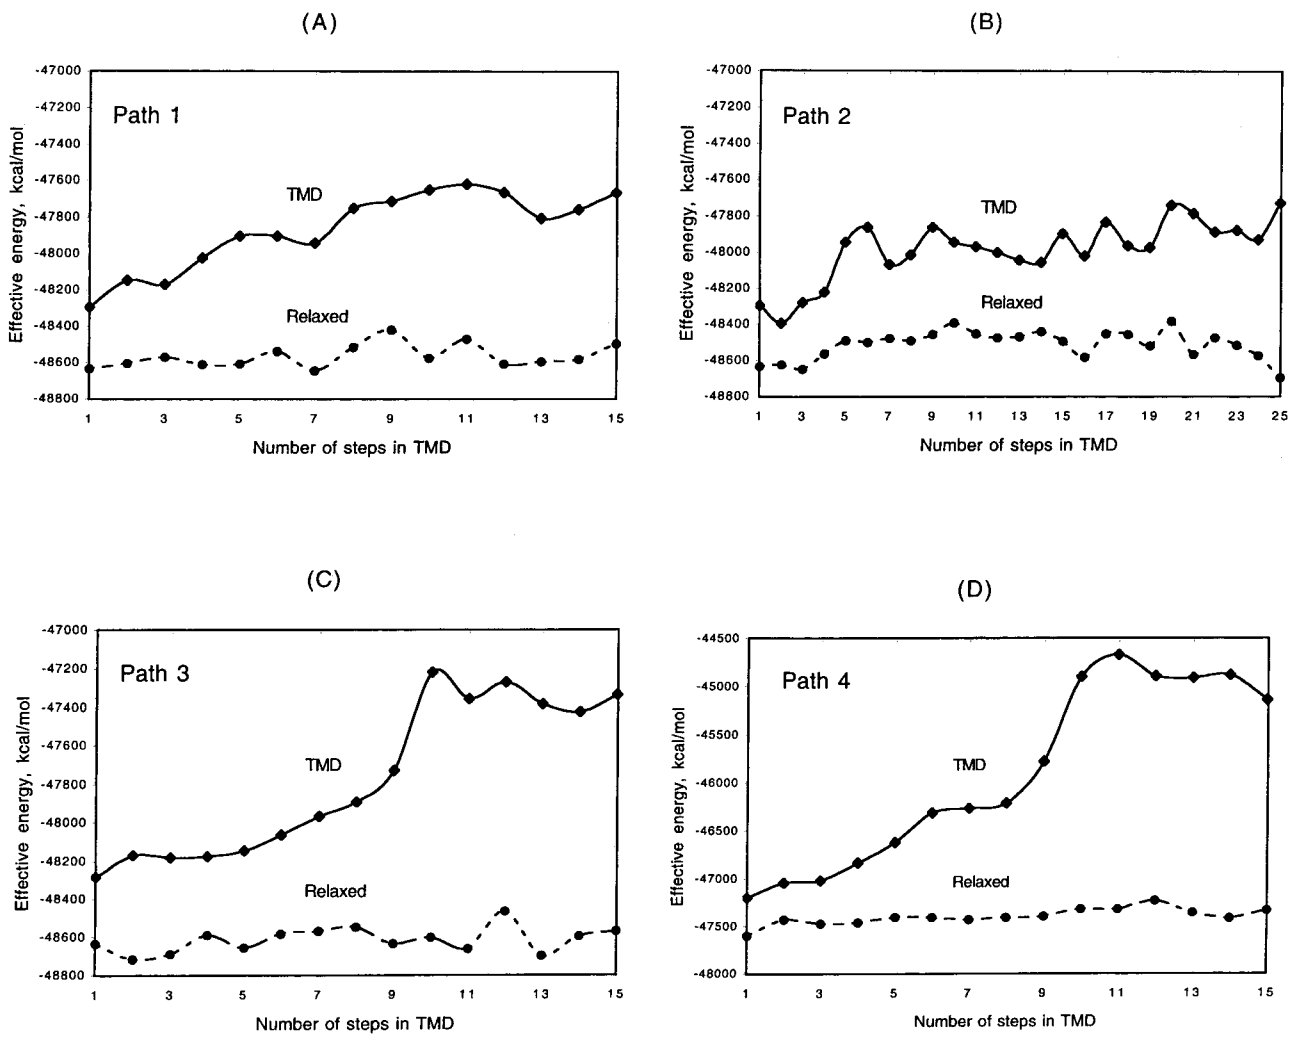 (A)
Effective energy, kcal/mol
-47000
-47200
-47400
-47600
-47800
-48000
-48200
-48400
-48600
-48800
Path 1
TMD
Relaxed
1 3 5 7 9 11 13 15
Number of steps in TMD
(B)
Effective energy, kcal/mol
-47000
-47200
-47400
-47600
-47800
-48000
-48200
-48400
-48600
-48800
Path 2
TMD
Relaxed
1 3 5 7 9 11 13 15 17 19 21 23 25
Number of steps in TMD
(C)
Effective energy, kcal/mol
-47000
-47200
-47400
-47600
-47800
-48000
-48200
-48400
-48600
-48800
Path 3
TMD
Relaxed
1 3 5 7 9 11 13 15
Number of steps in TMD
(D)
Effective energy, kcal/mol
-44500
-45000
-45500
-46000
-46500
-47000
-47500
-48000
Path 4
TMD
Relaxed
1 3 5 7 9 11 13 15
Number of steps in TMD